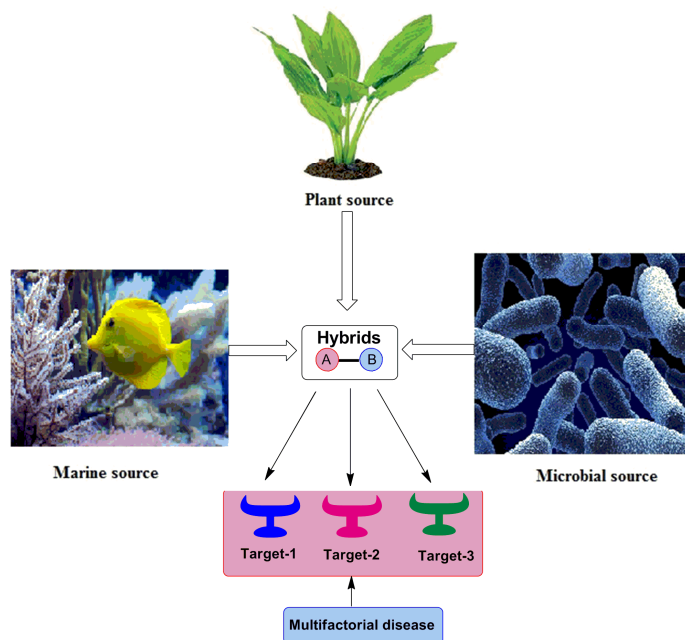 Plant source
Hybrids
A
B
Marine source
Microbial source
Target-1
Target-2
Target-3
Multifactorial disease